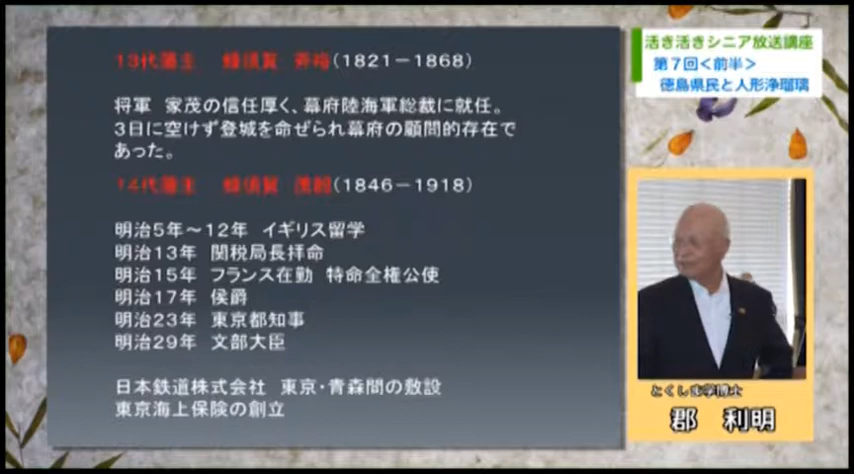 13代藩主 蜂須賀 斉裕(1821－1868)
将軍 家茂の信任厚く、幕府陸海軍総裁に就任。
3日に空けず登城を命ぜられ幕府の顧問的存在で
あった。
14代藩主 蜂須賀 茂韶(1846－1918)
明治5年～12年 イギリス留学
明治13年 関税局長拝命
明治15年 フランス在勤 特命全権公使
明治17年 侯爵
明治23年 東京都知事
明治29年 文部大臣
日本鉄道株式会社 東京・青森間の敷設
東京海上保険の創立
活き活きシニア放送講座
第7回＜前半＞
徳島県民と人形浄瑠璃
とくしま学博士
郡 利明